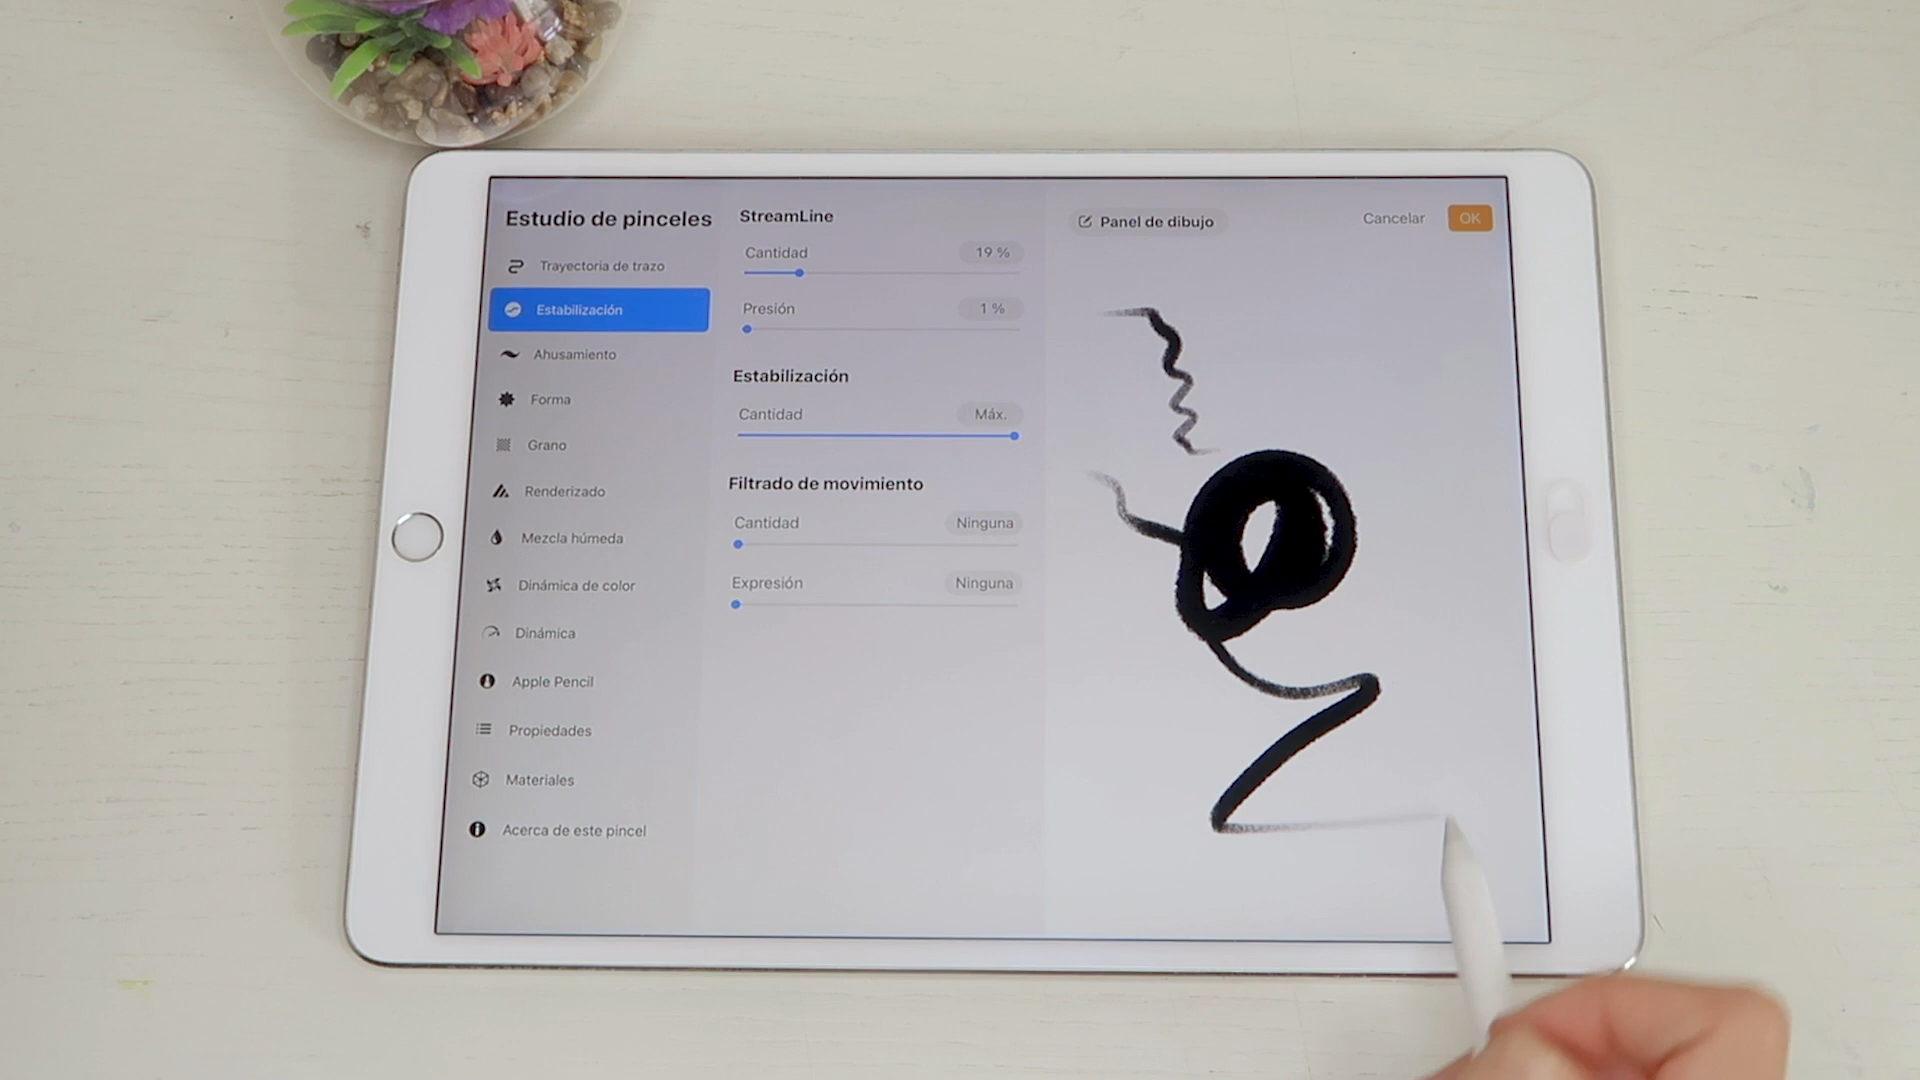 Estudio de pinceles
Trayectoria de trazo
Estabilización
Ahusamiento
Forma
Grano
Renderizado
Mezcla húmeda
Dinámica de color
Dinámica
Apple Pencil
Propiedades
Materiales
Acerca de este pincel
StreamLine
Cantidad 19 %
Presión 1 %
Estabilización
Cantidad Máx.
Filtrado de movimiento
Cantidad Ninguna
Expresión Ninguna
Panel de dibujo
Cancelar OK